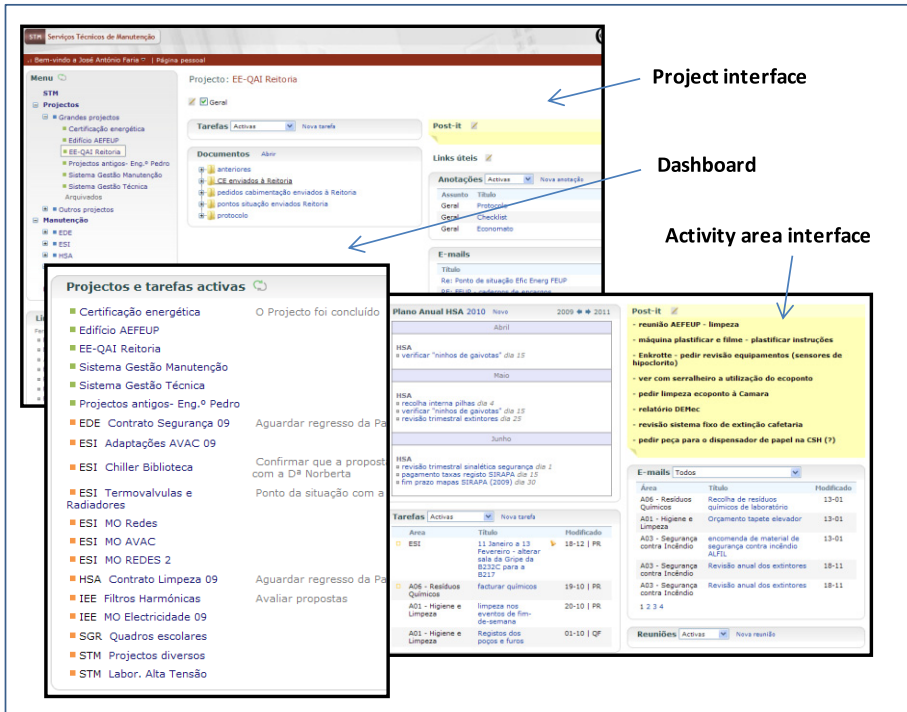 STM Serviços Técnicos de Manutenção
Bem-vindo a José António Faria | Página pessoal
Menu
STM
Projectos
Grandes projectos
Certificação energética
Edifício AEFEUP
EE-QAI Reitoria
Projectos antigos- Eng.º Pedro
Sistema Gestão Manutenção
Sistema Gestão Técnica
Arquivados
Outros projectos
Manutenção
EDE
ESI
HSA
Projecto: EE-QAI Reitoria
Geral
Tarefas Activas Nova tarefa
Documentos Abrir
anteriores
CE enviados à Reitoria
pedidos cabimentação enviados à Reitoria
pontos situação enviados Reitoria
protocolo
Post-it
Links úteis
Anotações Activas Nova anotação
Assunto Título
Geral Protocolo
Geral Checklist
Geral Economato
E-mails
Título
Re: Ponto de situação Efic Energ FEUP
Project interface
Dashboard
Activity area interface
Projectos e tarefas activas
Certificação energética O Projecto foi concluído
Edifício AEFEUP
EE-QAI Reitoria
Sistema Gestão Manutenção
Sistema Gestão Técnica
Projectos antigos- Eng.º Pedro
EDE Contrato Segurança 09 Aguardar regresso da Pa
ESI Adaptações AVAC 09
ESI Chiller Biblioteca Confirmar que a propost
com a Dª Norberta
ESI Termovalvulas e Ponto da situação com a
Radiadores
ESI MO Redes
ESI MO AVAC
ESI MO REDES 2
HSA Contrato Limpeza 09 Aguardar regresso da Pa
IEE Filtros Harmónicas Avaliar propostas
IEE MO Electricidade 09
SGR Quadros escolares
STM Projectos diversos
STM Labor. Alta Tensão
Plano Anual HSA 2010 Novo 2009 2011
Abril
HSA
verificar "ninhos de gaivotas" dia 15
Maio
HSA
recolha interna pilhas dia 4
verificar "ninhos de gaivotas" dia 15
revisão trimestral extintores dia 25
Junho
HSA
revisão trimestral sinalética segurança dia 1
pagamento taxas registo SIRAPA dia 15
fim prazo mapas SIRAPA (2009) dia 30
Tarefas Activas Nova tarefa
Area Título Modificado
ESI 11 Janeiro a 13 18-12 | PR
Fevereiro - alterar
sala da Gripe da
B232C para a
B217
A06 - Resíduos facturar químicos 19-10 | PR
Químicos
A01 - Higiene e limpeza nos 20-10 | PR
Limpeza eventos de fim-
de-semana
A01 - Higiene e Registos dos 01-10 | QF
Limpeza poços e furos
Post-it
- reunião AEFEUP - limpeza
- máquina plastificar e filme - plastificar instruções
- Enkrotte - pedir revisão equipamentos (sensores de
hipoclorito)
- ver com serralheiro a utilização do ecoponto
- pedir limpeza ecoponto à Camara
- relatório DEMec
- revisão sistema fixo de extinção cafetaria
- pedir peça para o dispensador de papel na CSH (?)
E-mails Todos
Área Título Modificado
A06 - Resíduos Recolha de resíduos 13-01
Químicos químicos de laboratório
A01 - Higiene e Orçamento tapete elevador 13-01
Limpeza
A03 - Segurança encomenda de material de 13-01
contra Incêndio segurança contra incêndio
ALFIL
A03 - Segurança Revisão anual dos extintores 18-11
contra Incêndio
A03 - Segurança Revisão anual dos extintores 18-11
contra Incêndio
1 2 3 4
Reuniões Activas Nova reunião